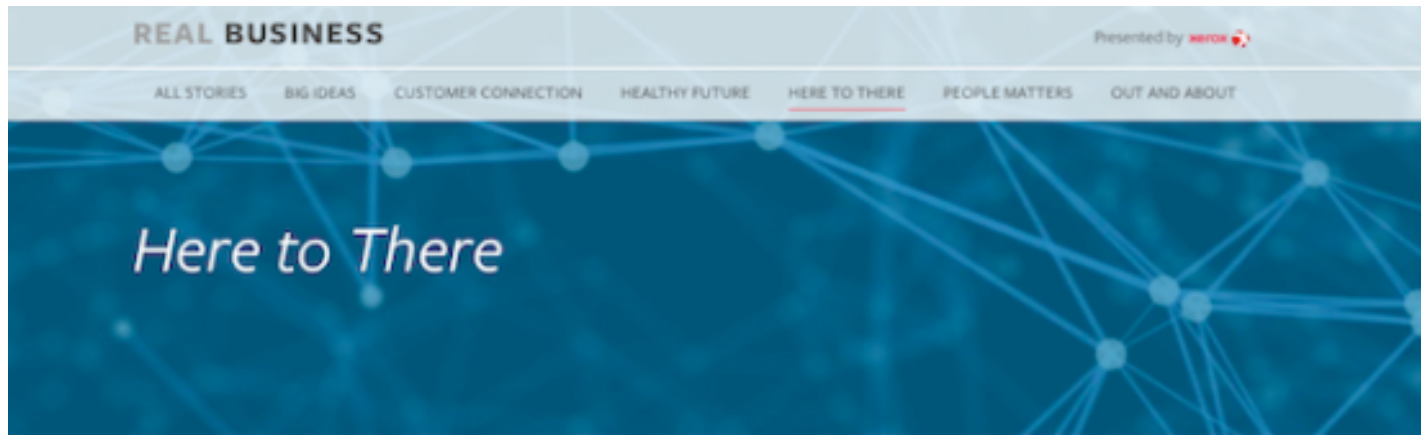 REAL BUSINESS
Presented by xerox
ALL STORIES BIG IDEAS CUSTOMER CONNECTION HEALTHY FUTURE HERE TO THERE PEOPLE MATTERS OUT AND ABOUT
Here to There